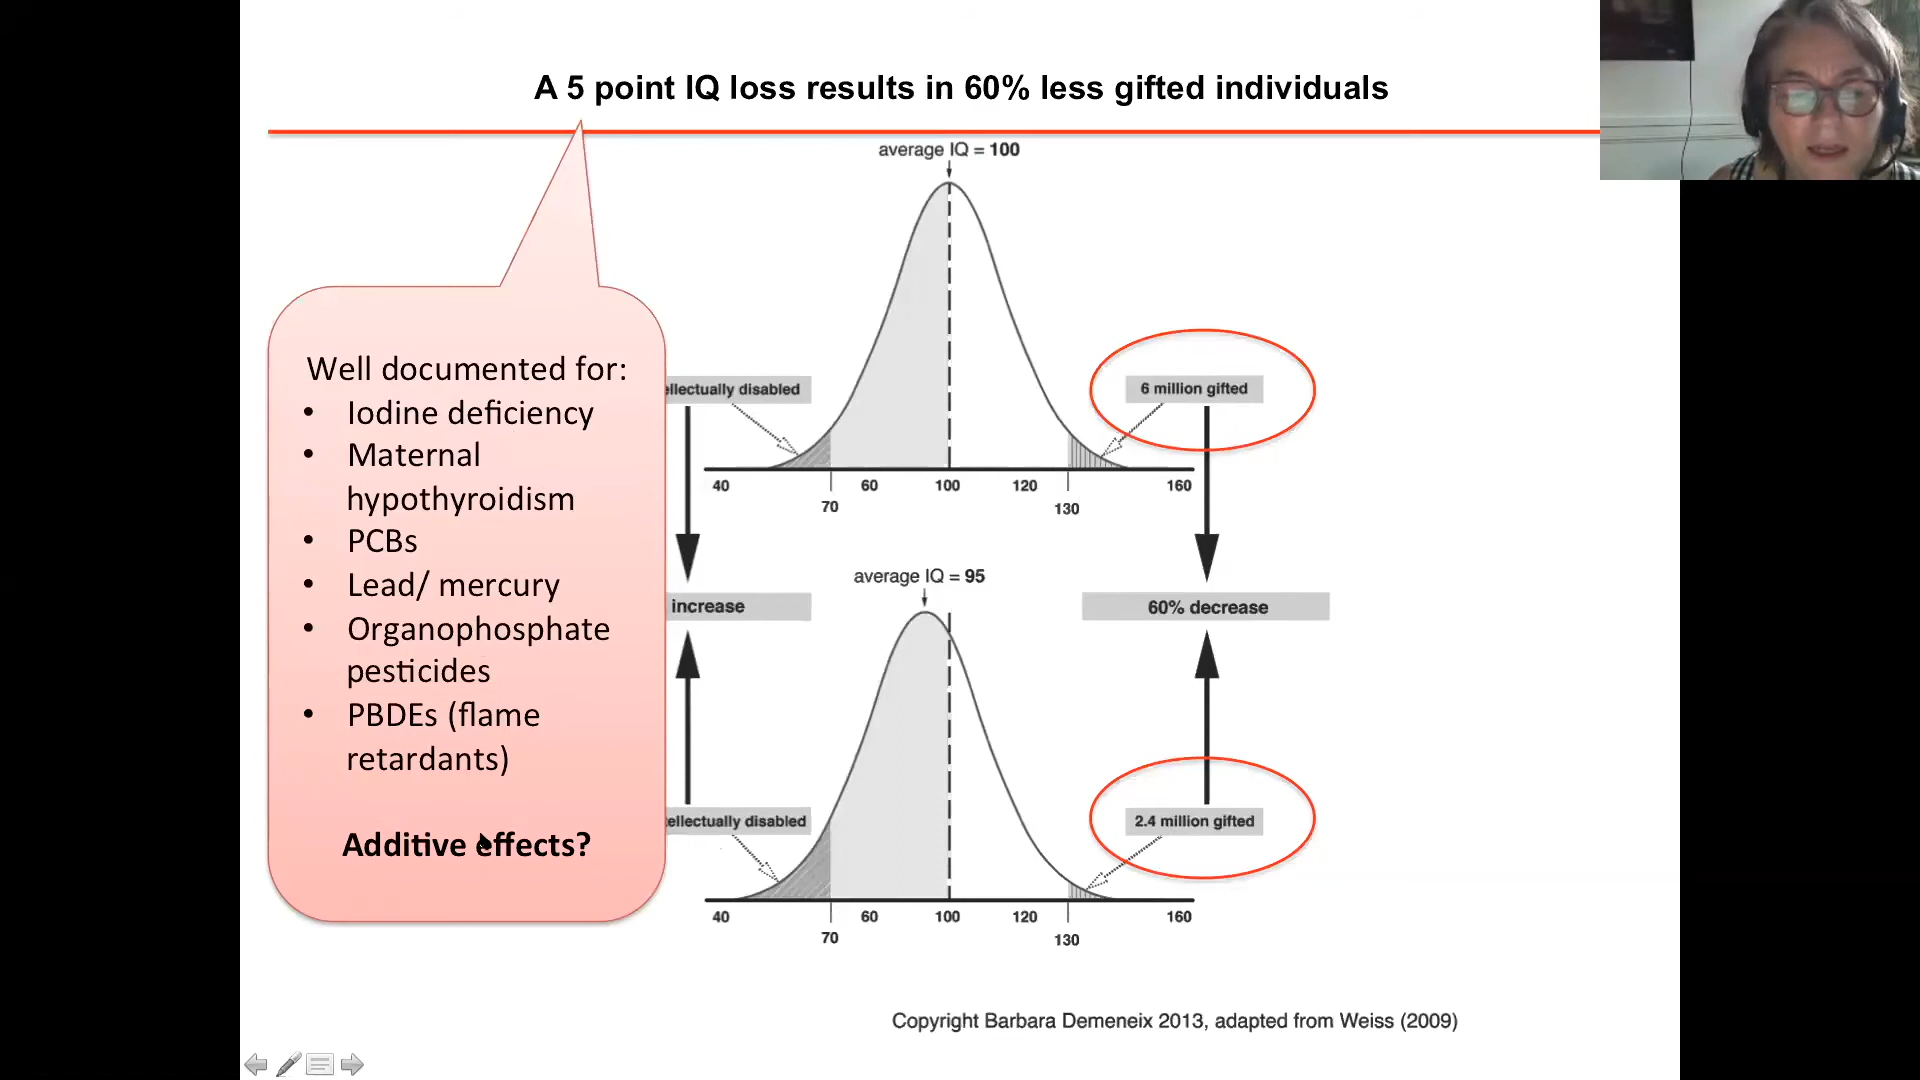 A 5 point IQ loss results in 60% less gifted individuals
average IQ = 100
Well documented for:
• Iodine deficiency
• Maternal
hypothyroidism
• PCBs
• Lead/ mercury
• Organophosphate
pesticides
• PBDEs (flame
retardants)
Additive effects?
ellectually disabled
6 million gifted
40 60 100 120 160
70 130
average IQ = 95
increase
60% decrease
ellectually disabled
2.4 million gifted
40 60 100 120 160
70 130
Copyright Barbara Demeneix 2013, adapted from Weiss (2009)